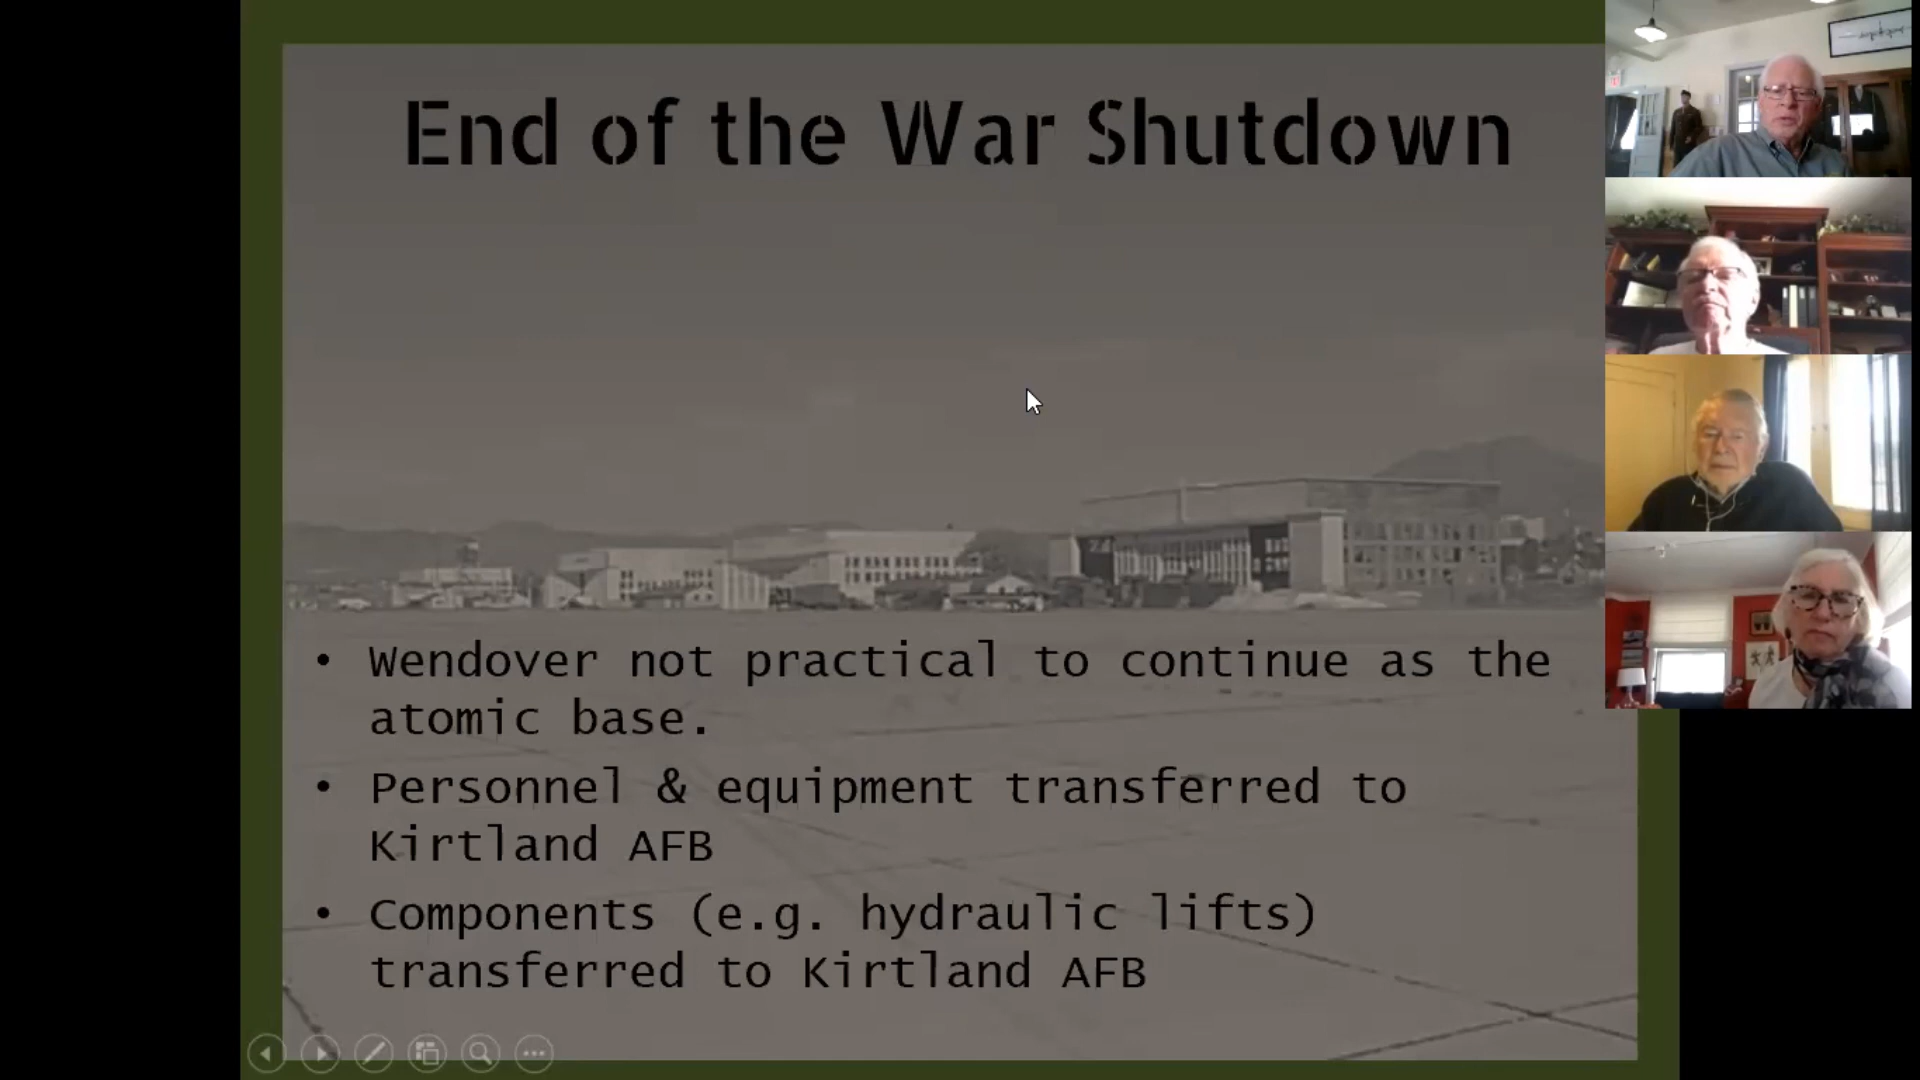 End of the War Shutdown
• Wendover not practical to continue as the
atomic base.
• Personnel & equipment transferred to
Kirtland AFB
• Components (e.g. hydraulic lifts)
transferred to Kirtland AFB